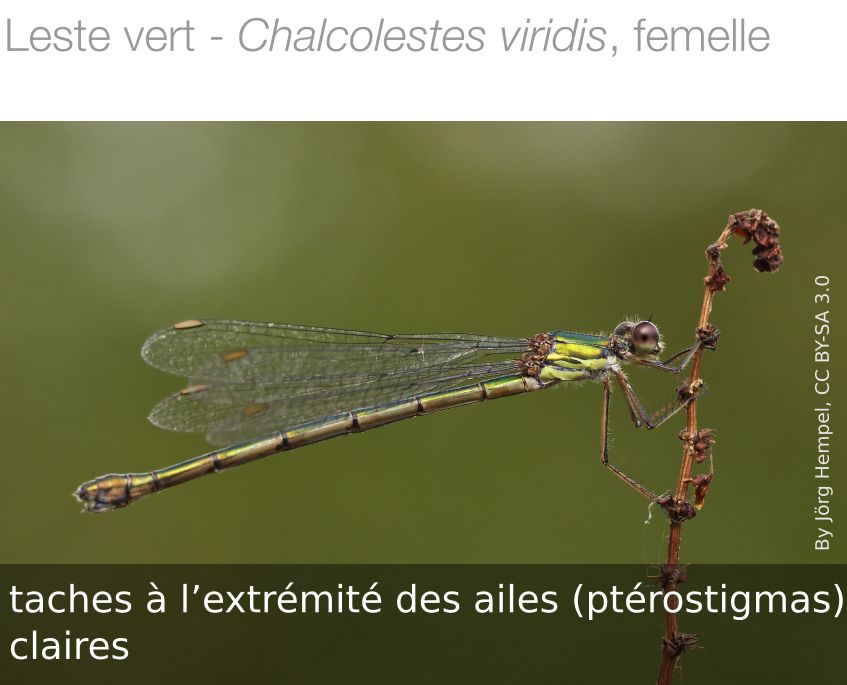 Leste vert - Chalcolestes viridis, femelle
By Jörg Hempel, CC BY-SA 3.0
taches à l’extrémité des ailes (ptérostigmas)
claires